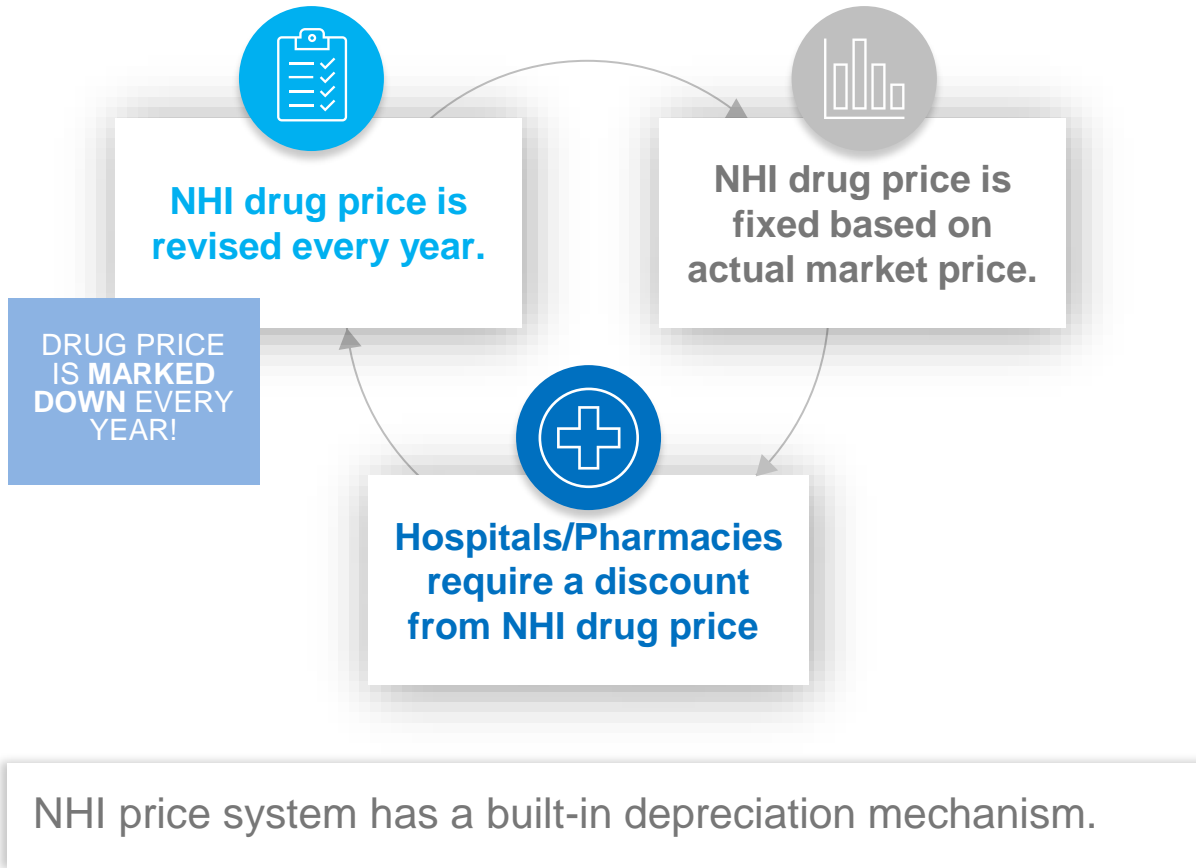 NHI drug price is
revised every year.
NHI drug price is
fixed based on
actual market price.
DRUG PRICE
IS MARKED
DOWN EVERY
YEAR!
Hospitals/Pharmacies
require a discount
from NHI drug price
NHI price system has a built-in depreciation mechanism.